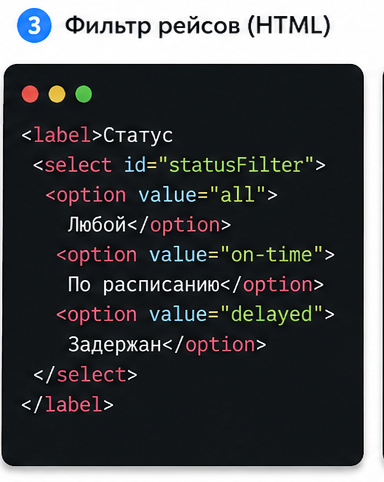 3 Фильтр рейсов (HTML)
<label>Статус
<select id="statusFilter">
<option value="all">
Любой</option>
<option value="on-time">
По расписанию</option>
<option value="delayed">
Задержан</option>
</select>
</label>